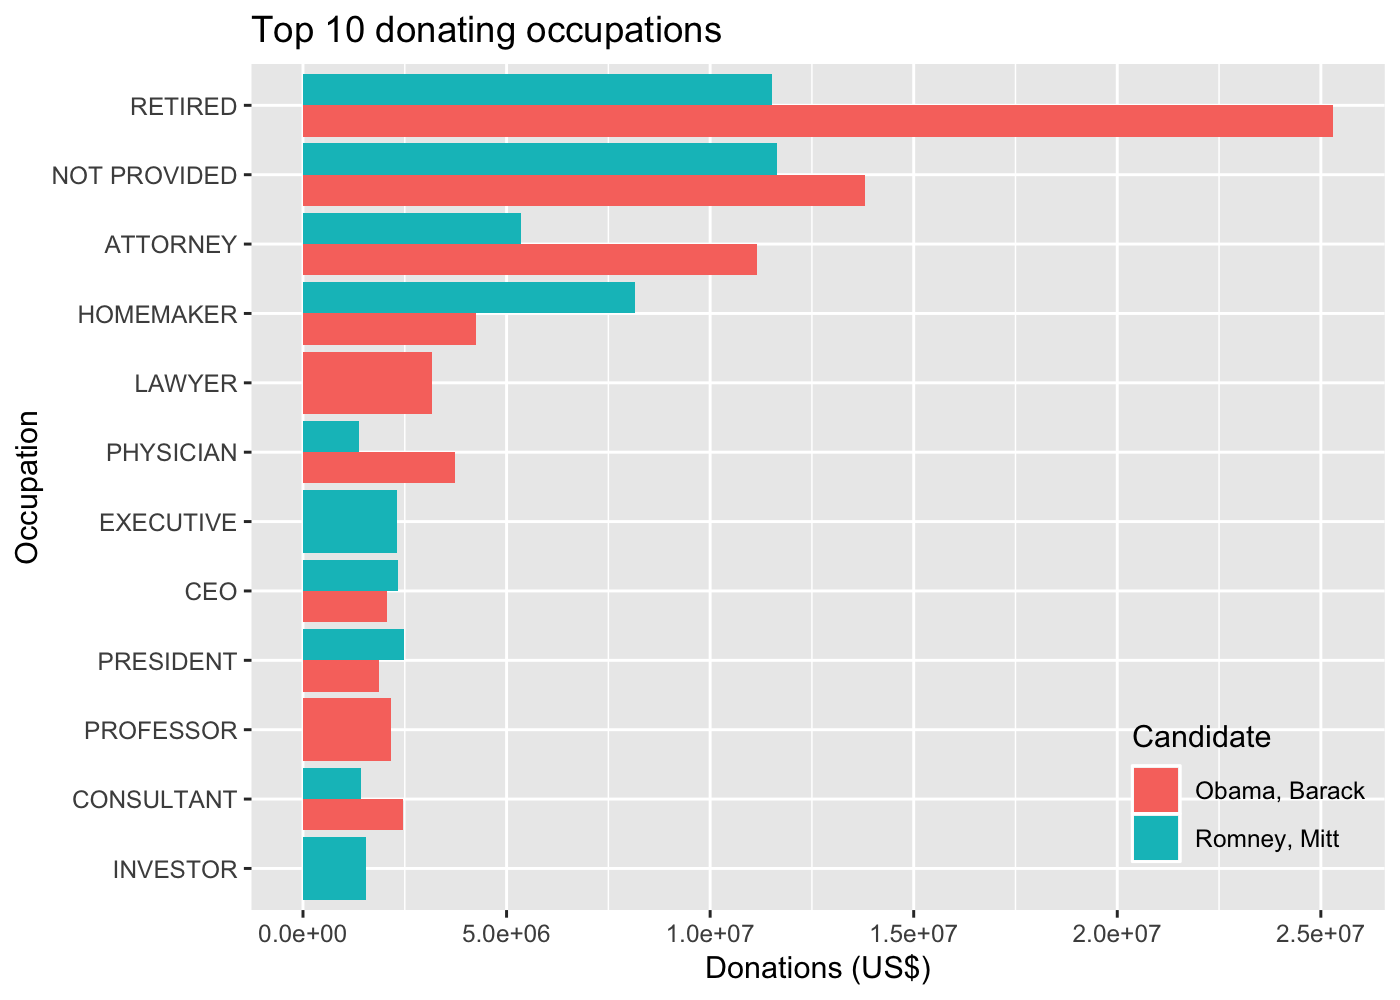 Top 10 donating occupations
Occupation
RETIRED
NOT PROVIDED
ATTORNEY
HOMEMAKER
LAWYER
PHYSICIAN
EXECUTIVE
CEO
PRESIDENT
PROFESSOR
CONSULTANT
INVESTOR
Candidate
Obama, Barack
Romney, Mitt
0.0e+00 5.0e+06 1.0e+07 1.5e+07 2.0e+07 2.5e+07
Donations (US$)